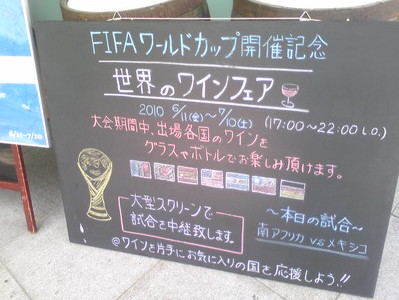 FIFAワールドカップ開催記念
世界のワインフェア
2010 6/11(金)～7/10(土) (17:00～22:00 L.O.)
大会期間中、出場各国のワインを
グラスやボトルでお楽しみ頂けます。
大型スクリーンで
試合を中継致します。
～本日の試合～
南アフリカ vs メキシコ
@ワインを片手にお気に入りの国を応援しよう!!
6/11-7/10